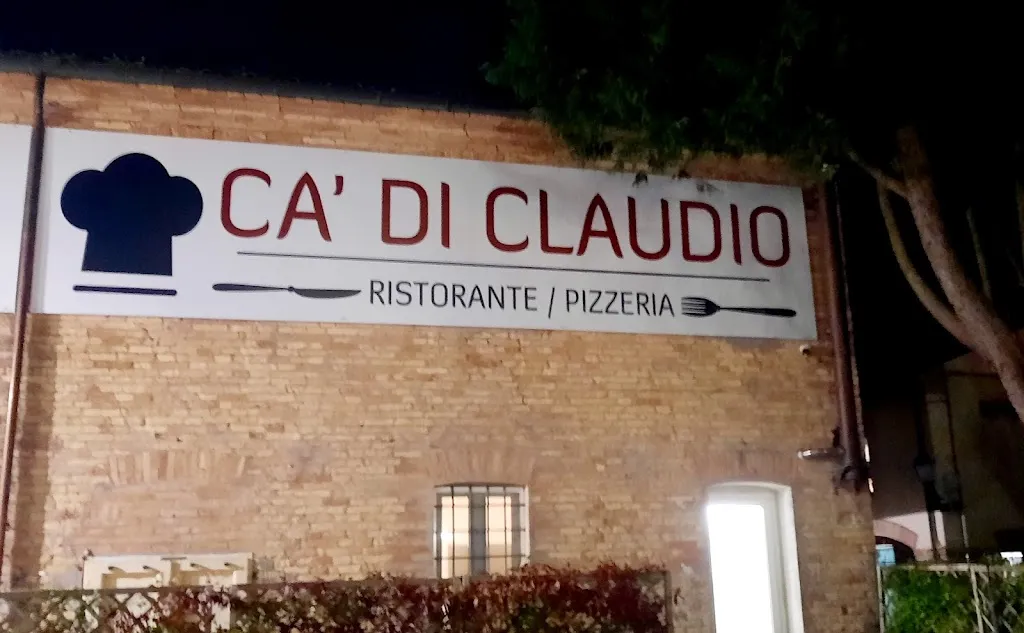 CA' DI CLAUDIO
RISTORANTE / PIZZERIA